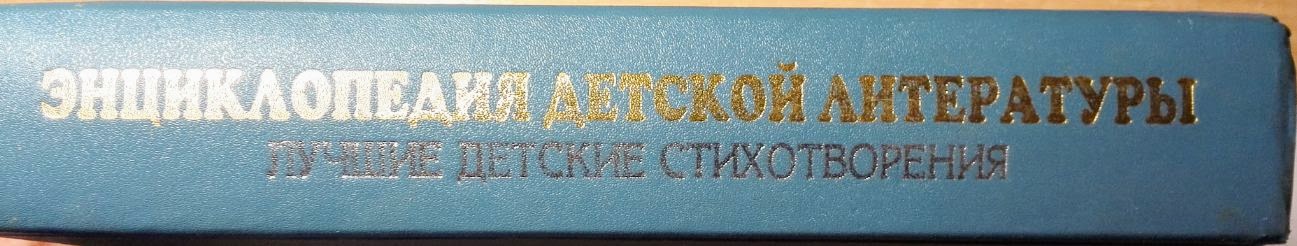 ЭНЦИКЛОПЕДИЯ ДЕТСКОЙ ЛИТЕРАТУРЫ
ЛУЧШИЕ ДЕТСКИЕ СТИХОТВОРЕНИЯ